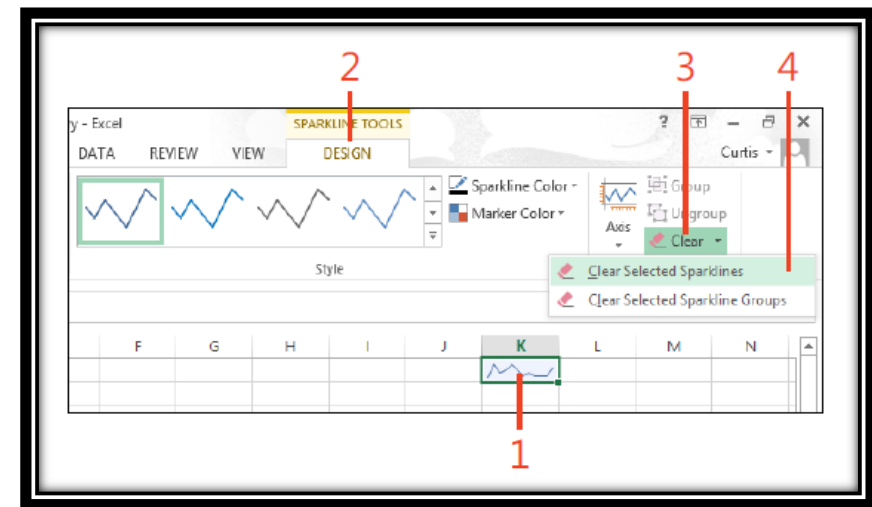 2 3 4
ry - Excel SPARKLINE TOOLS ?
DATA REVIEW VIEW DESIGN Curtis
Sparkline Color Group
Marker Color Axis Ungroup
Clear
Style
Clear Selected Sparklines
Clear Selected Sparkline Groups
F G H I J K L M N
1